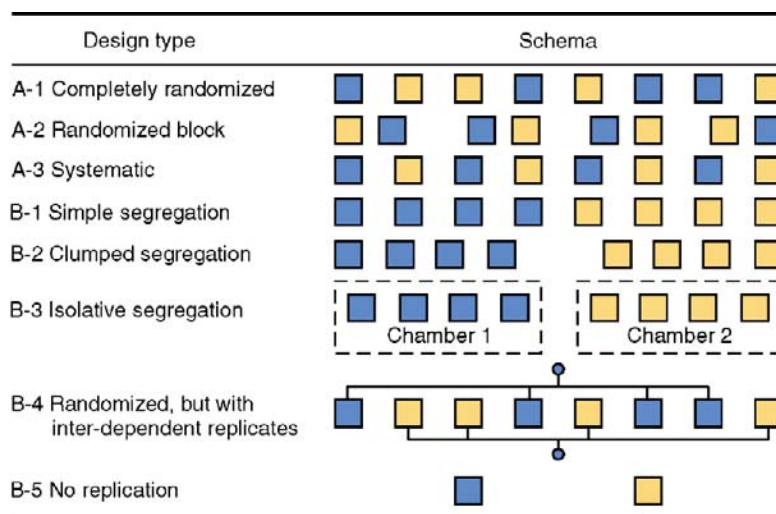 Design type Schema
A-1 Completely randomized
A-2 Randomized block
A-3 Systematic
B-1 Simple segregation
B-2 Clumped segregation
B-3 Isolative segregation
Chamber 1 Chamber 2
B-4 Randomized, but with
inter-dependent replicates
B-5 No replication